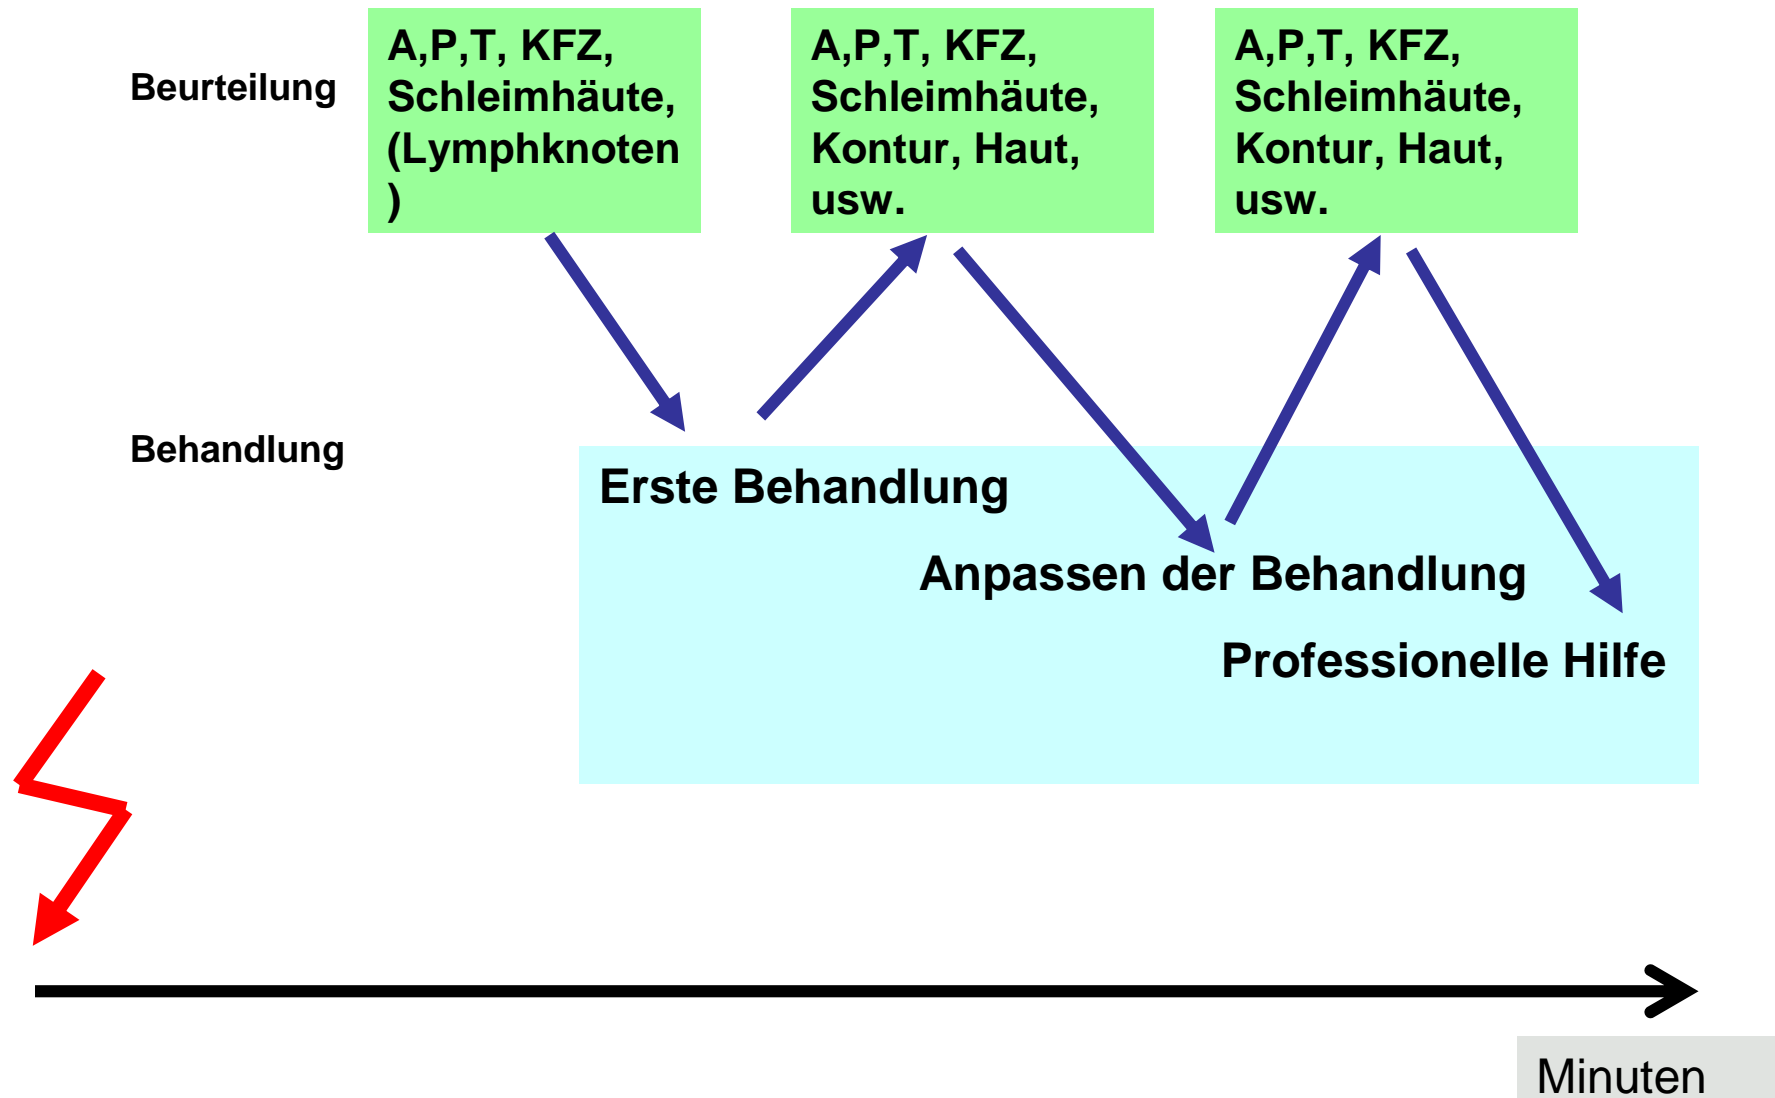 Beurteilung
A,P,T, KFZ,
Schleimhäute,
(Lymphknoten
)
A,P,T, KFZ,
Schleimhäute,
Kontur, Haut,
usw.
A,P,T, KFZ,
Schleimhäute,
Kontur, Haut,
usw.
Behandlung
Erste Behandlung
Anpassen der Behandlung
Professionelle Hilfe
Minuten